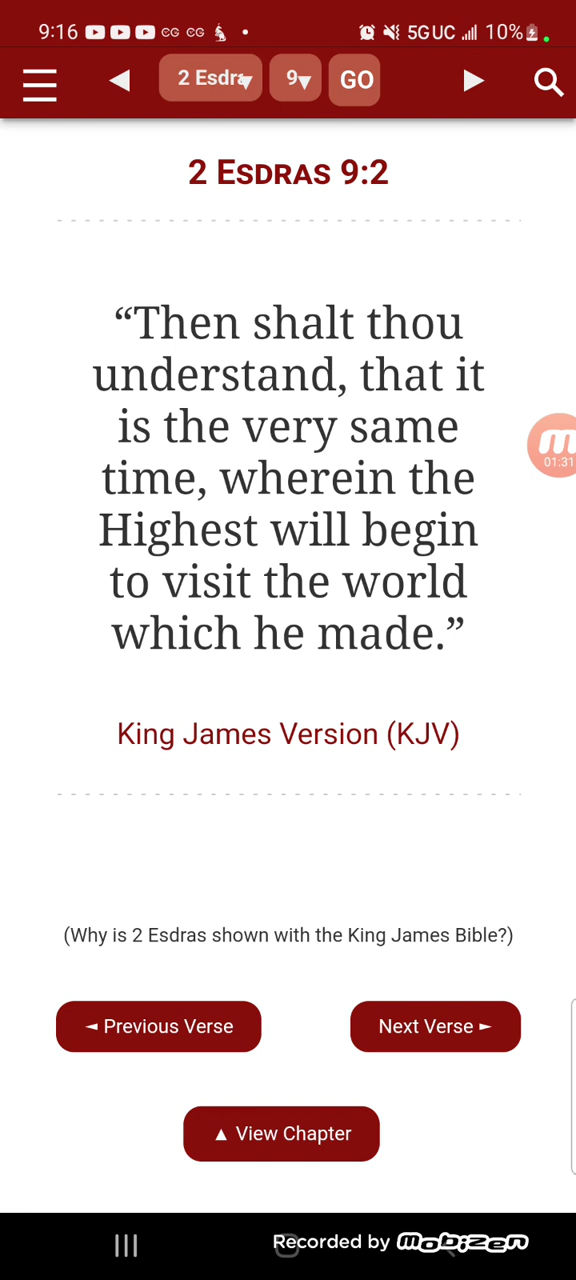 9:16 CG CG 5GUC 10%
2 Esdra 9 GO
2 ESDRAS 9:2
“Then shalt thou
understand, that it
is the very same
time, wherein the
Highest will begin
to visit the world
which he made.”
01:31
King James Version (KJV)
(Why is 2 Esdras shown with the King James Bible?)
◄ Previous Verse
Next Verse ►
▲ View Chapter
Recorded by Mobizen